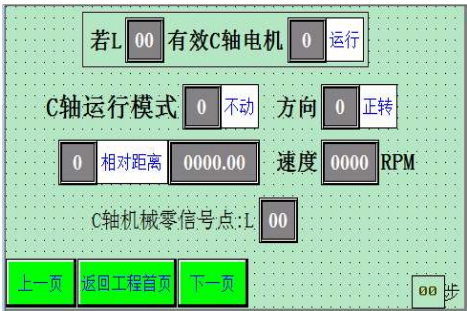 若L 00 有效C轴电机 0 运行
C轴运行模式 0 不动 方向 0 正转
0 相对距离 0000.00 速度 0000 RPM
C轴机械零信号点:L 00
上一页 返回工程首页 下一页 00 步